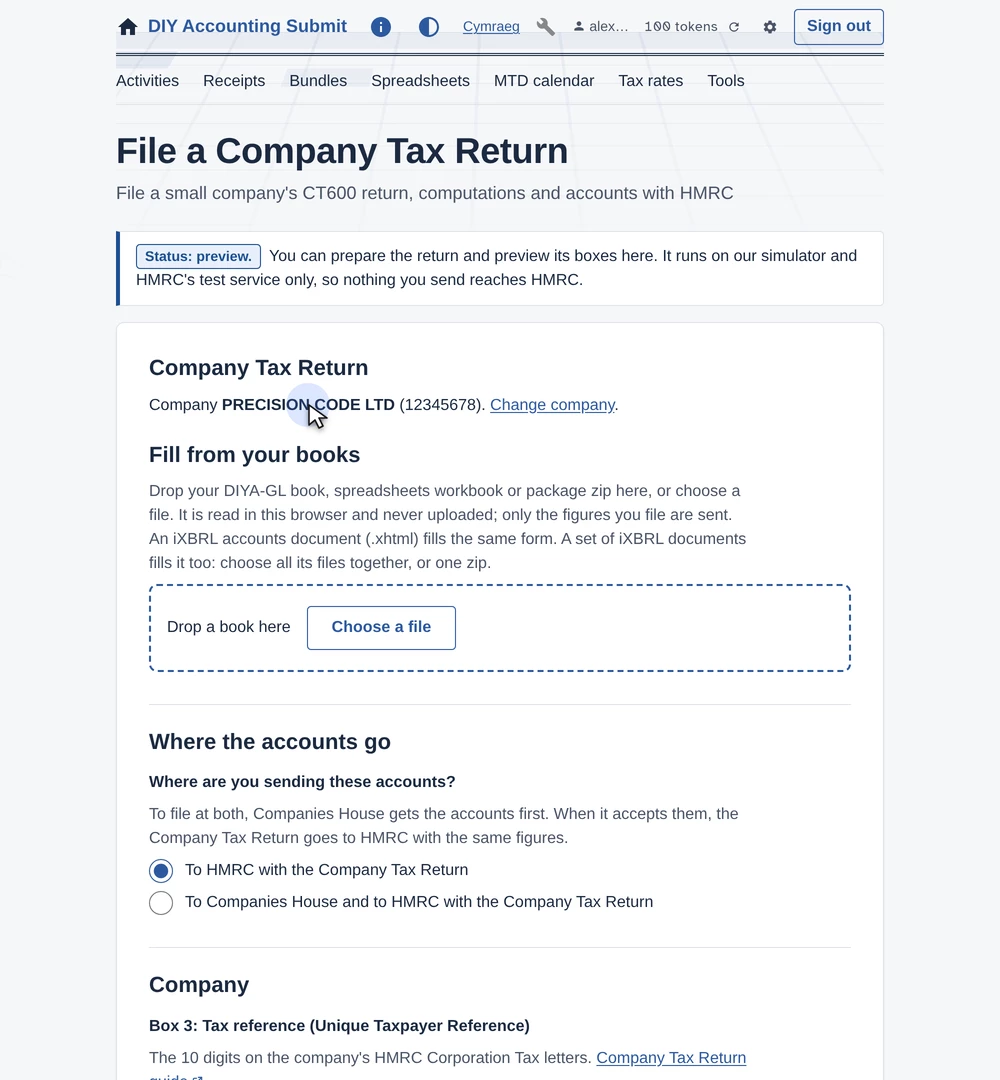 DIY Accounting Submit Cymraeg alex... 100 tokens Sign out
Activities Receipts Bundles Spreadsheets MTD calendar Tax rates Tools
File a Company Tax Return
File a small company's CT600 return, computations and accounts with HMRC
Status: preview. You can prepare the return and preview its boxes here. It runs on our simulator and
HMRC's test service only, so nothing you send reaches HMRC.
Company Tax Return
Company PRECISION CODE LTD (12345678). Change company.
Fill from your books
Drop your DIYA-GL book, spreadsheets workbook or package zip here, or choose a
file. It is read in this browser and never uploaded; only the figures you file are sent.
An iXBRL accounts document (.xhtml) fills the same form. A set of iXBRL documents
fills it too: choose all its files together, or one zip.
Drop a book here Choose a file
Where the accounts go
Where are you sending these accounts?
To file at both, Companies House gets the accounts first. When it accepts them, the
Company Tax Return goes to HMRC with the same figures.
To HMRC with the Company Tax Return
To Companies House and to HMRC with the Company Tax Return
Company
Box 3: Tax reference (Unique Taxpayer Reference)
The 10 digits on the company's HMRC Corporation Tax letters. Company Tax Return
guide